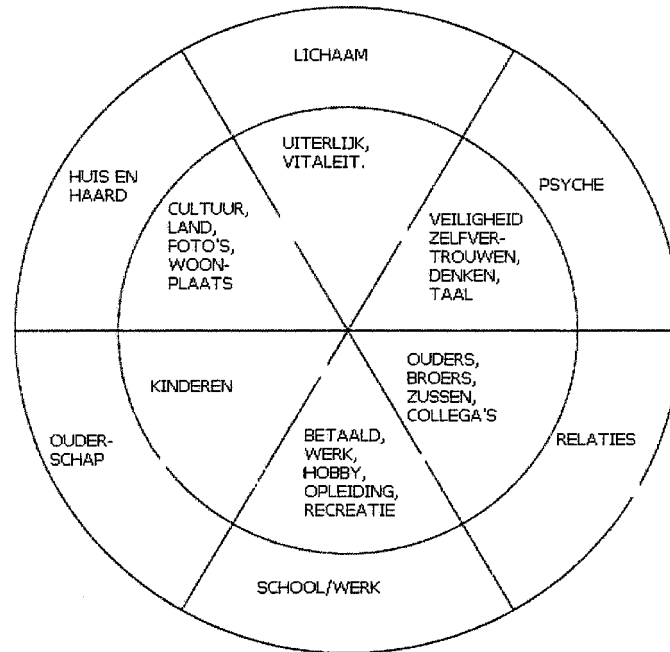 LICHAAM
UITERLIJK,
VITALEIT.
PSYCHE
VEILIGHEID
ZELFVER-
TROUWEN,
DENKEN,
TAAL
RELATIES
OUDERS,
BROERS,
ZUSSEN,
COLLEGA'S
SCHOOL/WERK
BETAALD,
WERK,
HOBBY,
OPLEIDING,
RECREATIE
OUDER-
SCHAP
KINDEREN
HUIS EN
HAARD
CULTUUR,
LAND,
FOTO'S,
WOON-
PLAATS